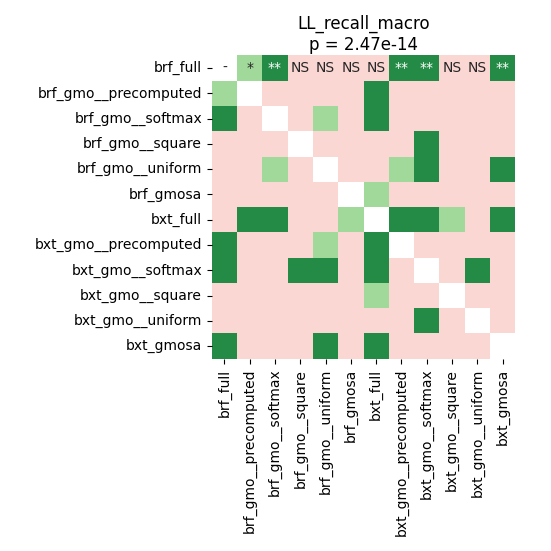 LL_recall_macro
p = 2.47e-14
brf_full - * ** NS NS NS NS ** ** NS NS **
brf_gmo__precomputed
brf_gmo__softmax
brf_gmo__square
brf_gmo__uniform
brf_gmosa
bxt_full
bxt_gmo__precomputed
bxt_gmo__softmax
bxt_gmo__square
bxt_gmo__uniform
bxt_gmosa
brf_full
brf_gmo__precomputed
brf_gmo__softmax
brf_gmo__square
brf_gmo__uniform
brf_gmosa
bxt_full
bxt_gmo__precomputed
bxt_gmo__softmax
bxt_gmo__square
bxt_gmo__uniform
bxt_gmosa